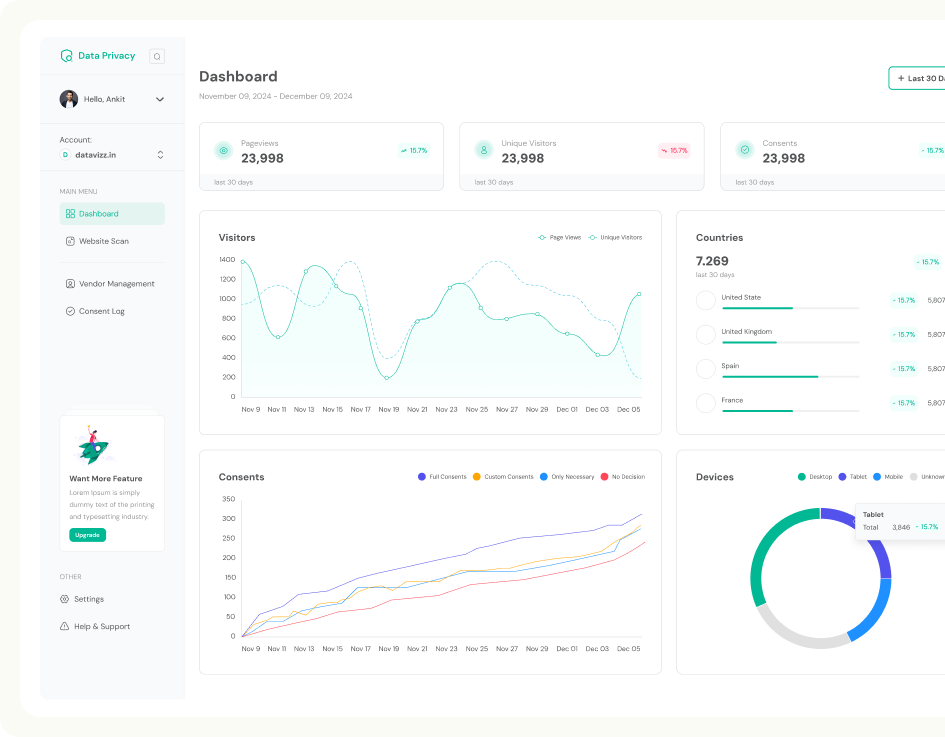 Data Privacy
Hello, Ankit
Account:
D datavizz.in
MAIN MENU
Dashboard
Website Scan
Vendor Management
Consent Log
Want More Feature
Lorem Ipsum is simply
dummy text of the printing
and typesetting industry.
Upgrade
OTHER
Settings
Help & Support
Dashboard
November 09, 2024 - December 09, 2024
+ Last 30 Da
Pageviews
23,998
15.7%
last 30 days
Unique Visitors
23,998
15.7%
last 30 days
Consents
23,998
15.7%
last 30 days
Visitors
Page Views Unique Visitors
1400
1200
1000
800
600
400
200
0
Nov 9 Nov 11 Nov 13 Nov 15 Nov 17 Nov 19 Nov 21 Nov 23 Nov 25 Nov 27 Nov 29 Dec 01 Dec 03 Dec 05
Countries
7.269
15.7%
last 30 days
United State 15.7% 5,807
United Kingdom 15.7% 5,807
Spain 15.7% 5,807
France 15.7% 5,807
Consents
Full Consents Custom Consents Only Necessary No Decision
350
300
250
200
150
100
50
0
Nov 9 Nov 11 Nov 13 Nov 15 Nov 17 Nov 19 Nov 21 Nov 23 Nov 25 Nov 27 Nov 29 Dec 01 Dec 03 Dec 05
Devices
Desktop Tablet Mobile Unknown
Tablet
Total 3,846 15.7%